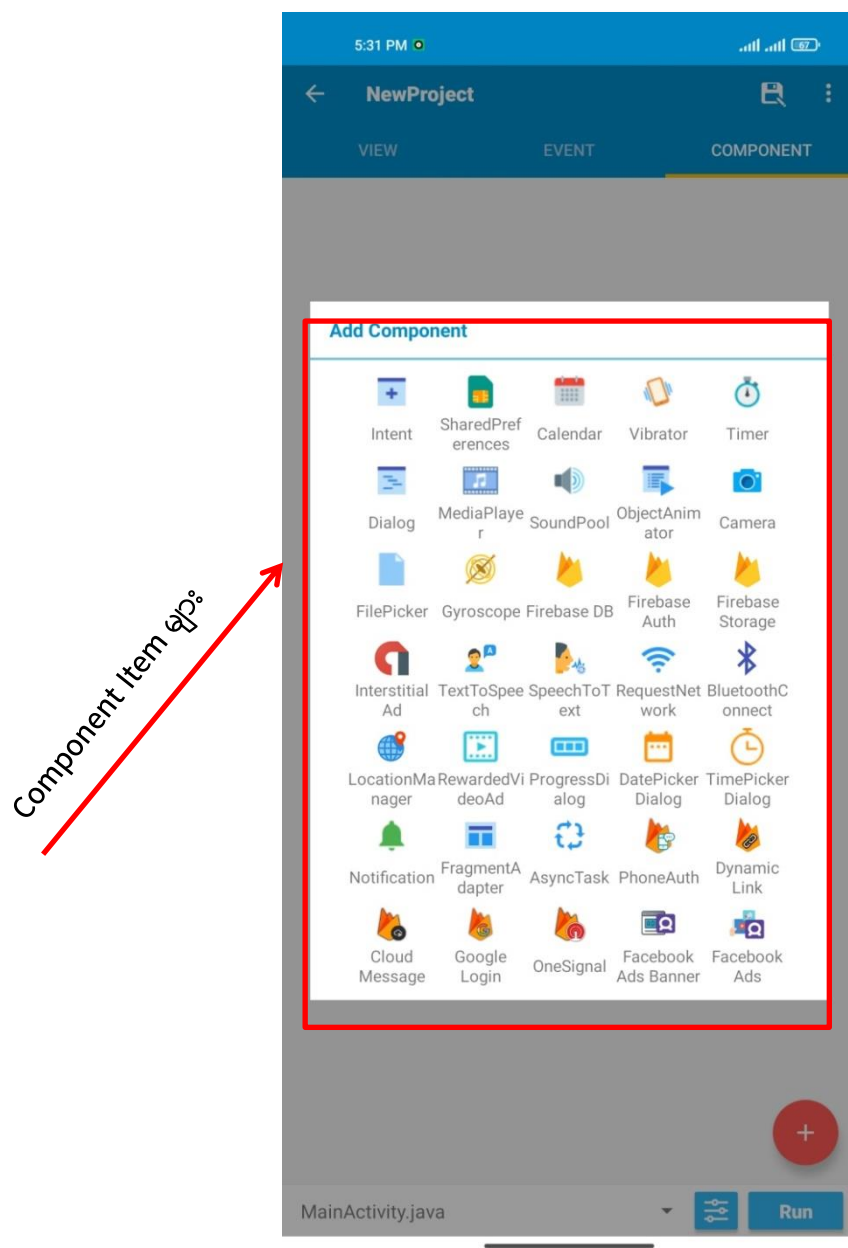 5:31 PM
67
NewProject
VIEW EVENT COMPONENT
Add Component
Intent SharedPref Calendar Vibrator Timer
erences
Dialog MediaPlaye SoundPool ObjectAnim Camera
r ator
FilePicker Gyroscope Firebase DB Firebase Firebase
Auth Storage
Interstitial TextToSpee SpeechToT RequestNet BluetoothC
Ad ch ext work onnect
LocationMa RewardedVi ProgressDi DatePicker TimePicker
nager deoAd alog Dialog Dialog
Notification FragmentA AsyncTask PhoneAuth Dynamic
dapter Link
Cloud Google OneSignal Facebook Facebook
Message Login Ads Banner Ads
Component Item များ
MainActivity.java Run